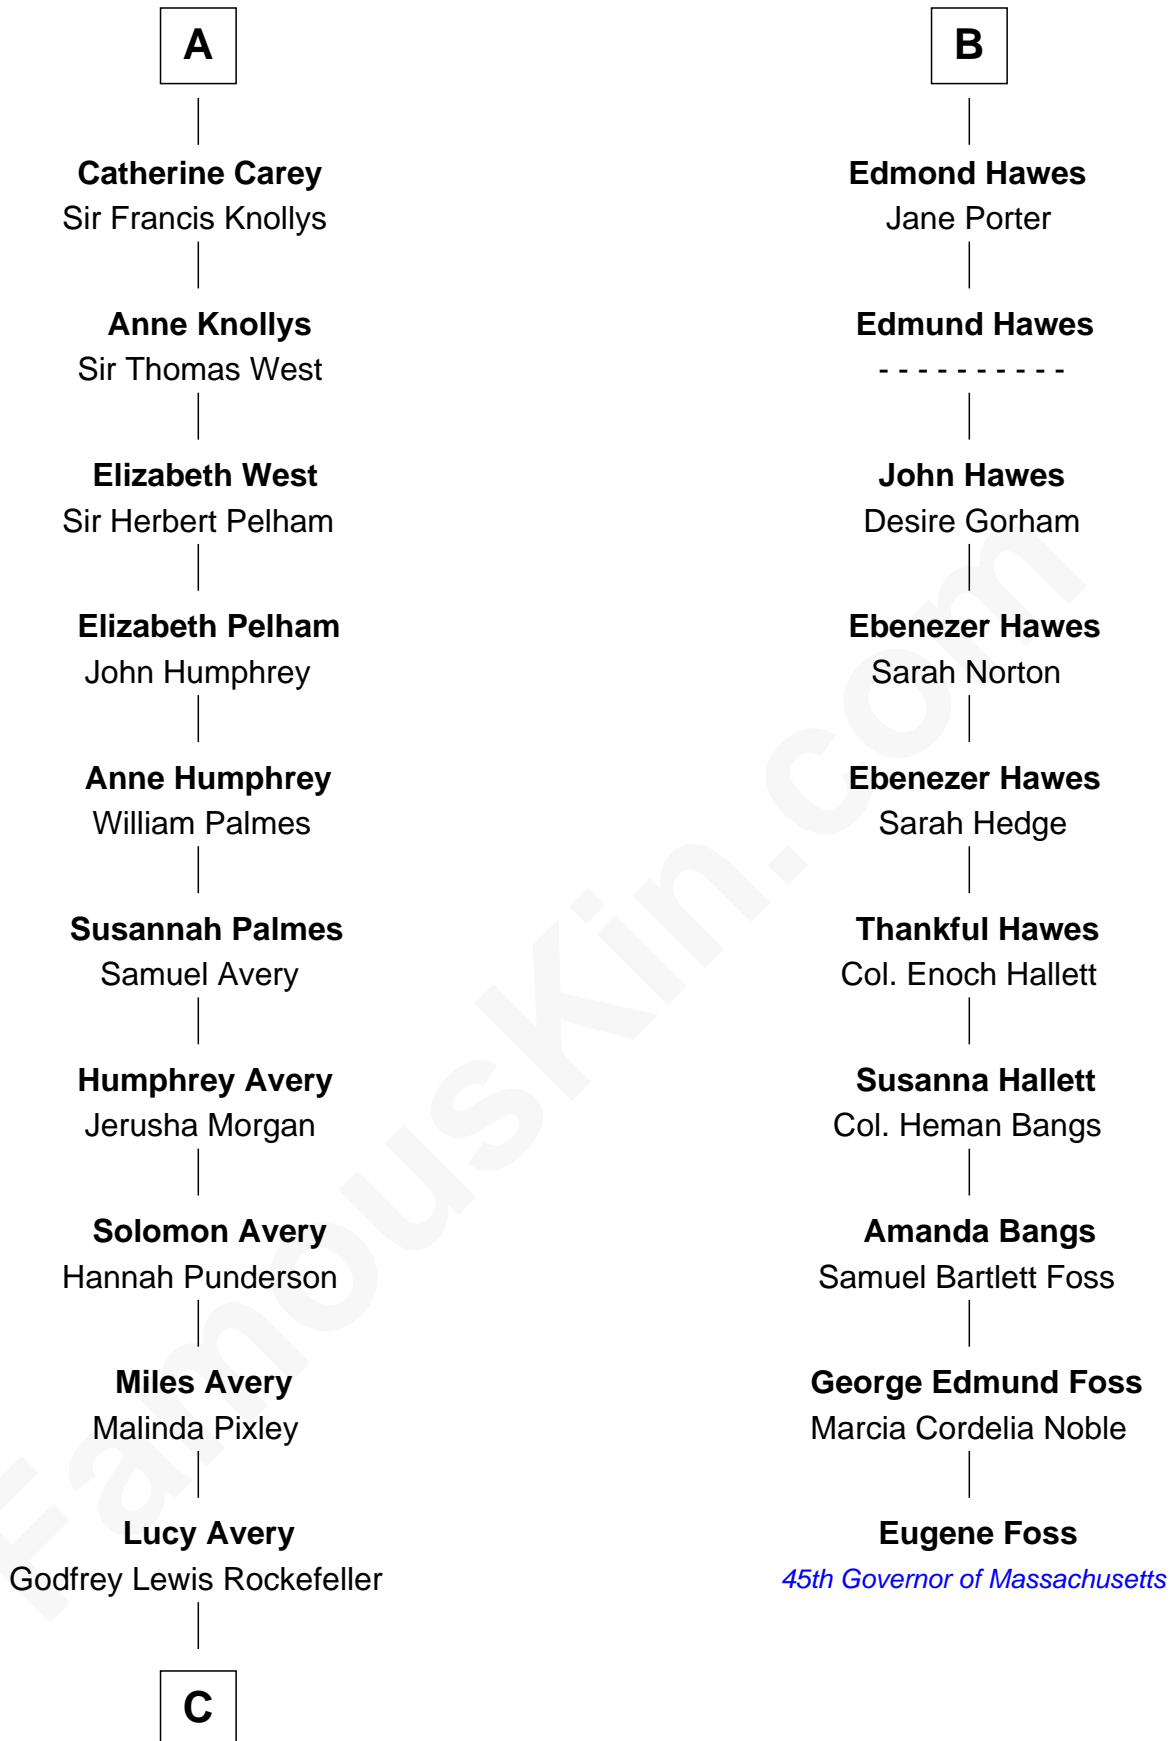 A
Catherine Carey
Sir Francis Knollys
Anne Knollys
Sir Thomas West
Elizabeth West
Sir Herbert Pelham
Elizabeth Pelham
John Humphrey
Anne Humphrey
William Palmes
Susannah Palmes
Samuel Avery
Humphrey Avery
Jerusha Morgan
Solomon Avery
Hannah Punderson
Miles Avery
Malinda Pixley
Lucy Avery
Godfrey Lewis Rockefeller
C
B
Edmond Hawes
Jane Porter
Edmund Hawes
- - - - - - - - - -
John Hawes
Desire Gorham
Ebenezer Hawes
Sarah Norton
Ebenezer Hawes
Sarah Hedge
Thankful Hawes
Col. Enoch Hallett
Susanna Hallett
Col. Heman Bangs
Amanda Bangs
Samuel Bartlett Foss
George Edmund Foss
Marcia Cordelia Noble
Eugene Foss
45th Governor of Massachusetts
FamousKin.com